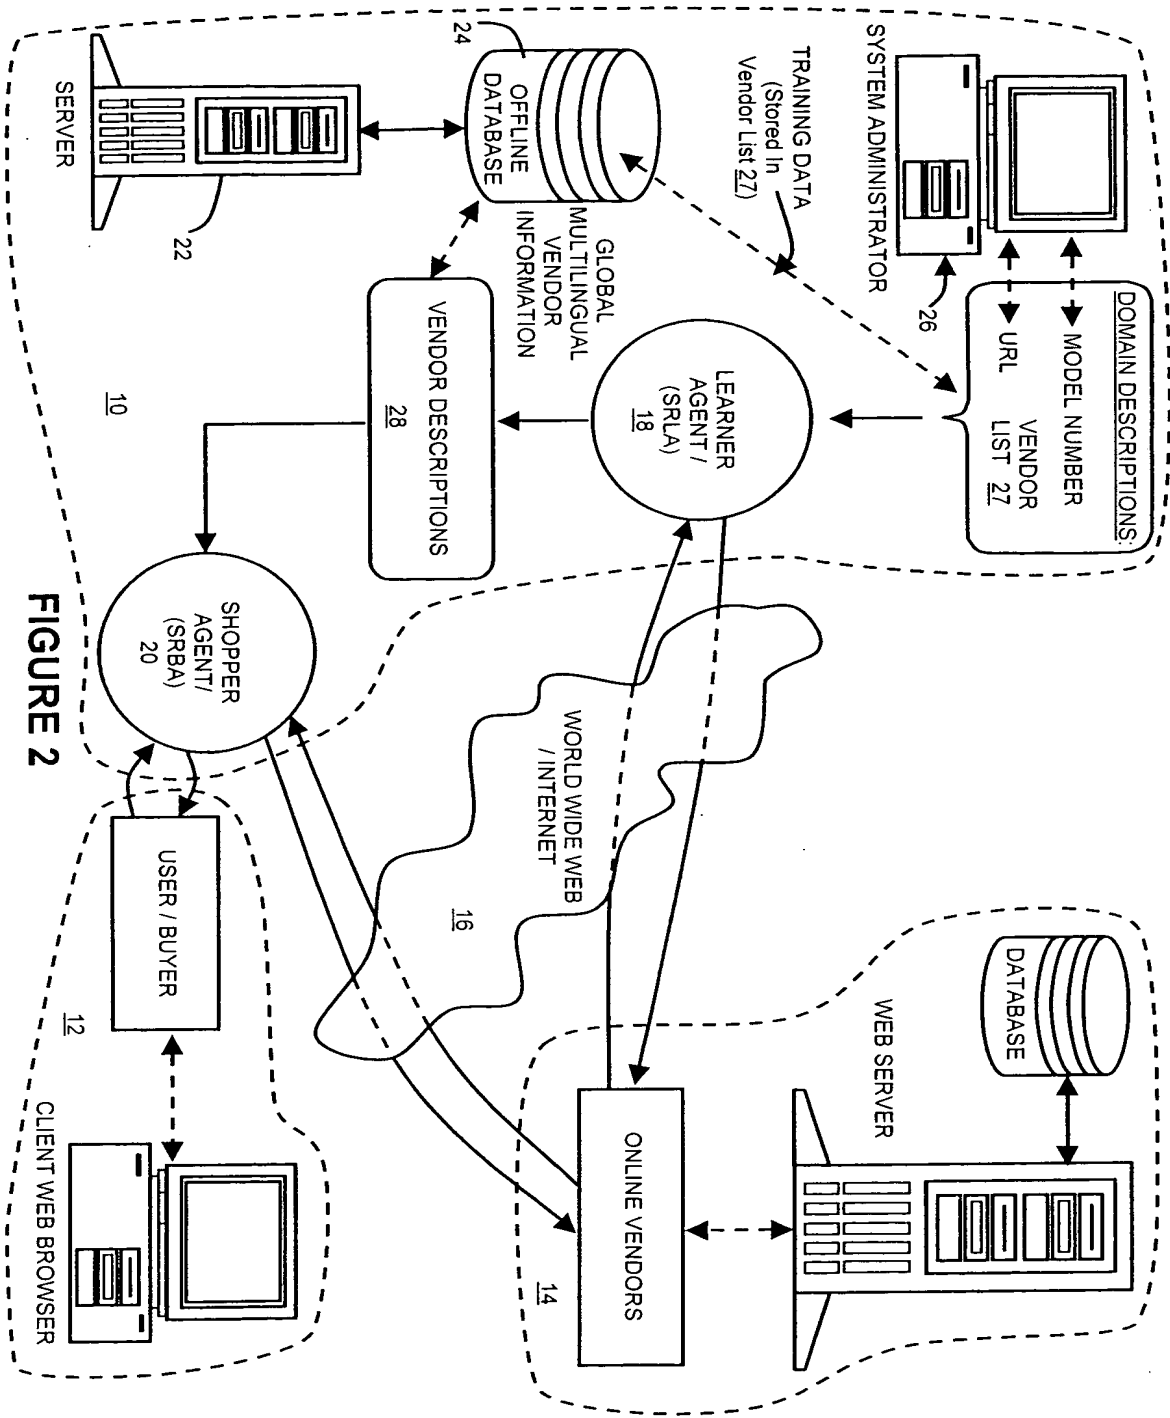 SYSTEM ADMINISTRATOR
26
DOMAIN DESCRIPTIONS:
MODEL NUMBER
URL
VENDOR
LIST 27
TRAINING DATA
(Stored In
Vendor List 27)
24
OFFLINE
DATABASE
GLOBAL
MULTILINGUAL
VENDOR
INFORMATION
SERVER
22
LEARNER
AGENT /
(SRLA)
18
VENDOR DESCRIPTIONS
28
10
SHOPPER
AGENT/
(SRBA)
20
WORLD WIDE WEB
/ INTERNET
16
DATABASE
WEB SERVER
ONLINE VENDORS
14
USER / BUYER
12
CLIENT WEB BROWSER
FIGURE 2